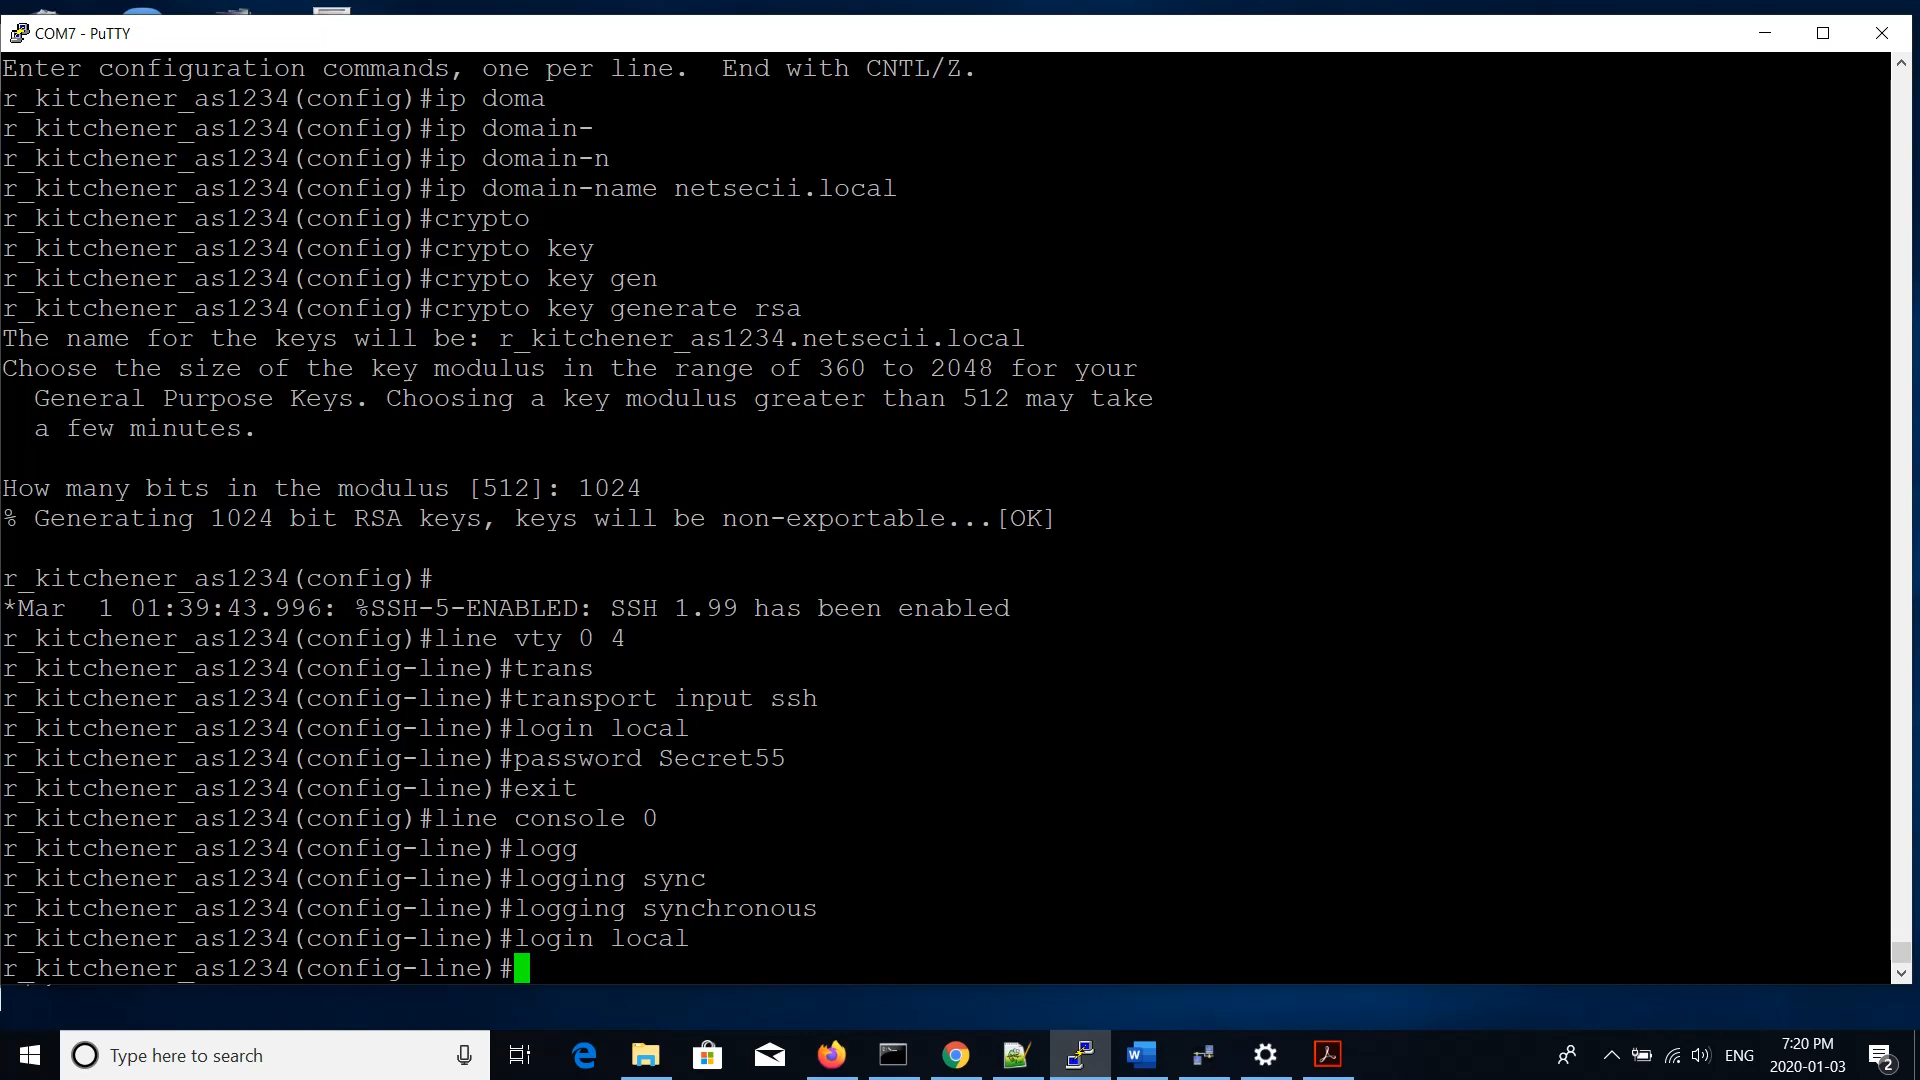 COM7 - PuTTY
Enter configuration commands, one per line.  End with CNTL/Z.
r_kitchener_as1234(config)#ip doma
r_kitchener_as1234(config)#ip domain-
r_kitchener_as1234(config)#ip domain-n
r_kitchener_as1234(config)#ip domain-name netsecii.local
r_kitchener_as1234(config)#crypto
r_kitchener_as1234(config)#crypto key
r_kitchener_as1234(config)#crypto key gen
r_kitchener_as1234(config)#crypto key generate rsa
The name for the keys will be: r_kitchener_as1234.netsecii.local
Choose the size of the key modulus in the range of 360 to 2048 for your
  General Purpose Keys. Choosing a key modulus greater than 512 may take
  a few minutes.
How many bits in the modulus [512]: 1024
% Generating 1024 bit RSA keys, keys will be non-exportable...[OK]
r_kitchener_as1234(config)#
*Mar  1 01:39:43.996: %SSH-5-ENABLED: SSH 1.99 has been enabled
r_kitchener_as1234(config)#line vty 0 4
r_kitchener_as1234(config-line)#trans
r_kitchener_as1234(config-line)#transport input ssh
r_kitchener_as1234(config-line)#login local
r_kitchener_as1234(config-line)#password Secret55
r_kitchener_as1234(config-line)#exit
r_kitchener_as1234(config)#line console 0
r_kitchener_as1234(config-line)#logg
r_kitchener_as1234(config-line)#logging sync
r_kitchener_as1234(config-line)#logging synchronous
r_kitchener_as1234(config-line)#login local
r_kitchener_as1234(config-line)#
Type here to search
ENG
7:20 PM
2020-01-03
2